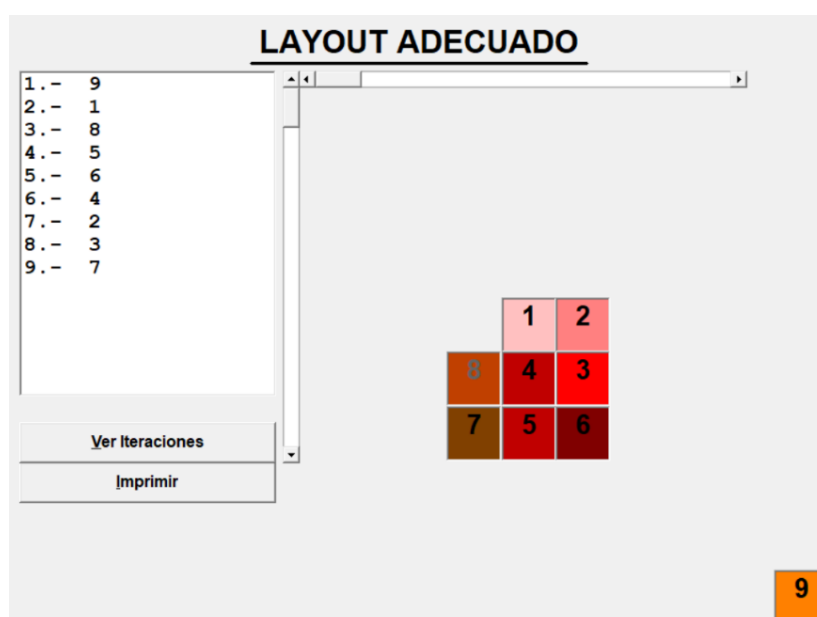 LAYOUT ADECUADO
1.- 9
2.- 1
3.- 8
4.- 5
5.- 6
6.- 4
7.- 2
8.- 3
9.- 7
Ver Iteraciones
Imprimir
1 2
8 4 3
7 5 6
9